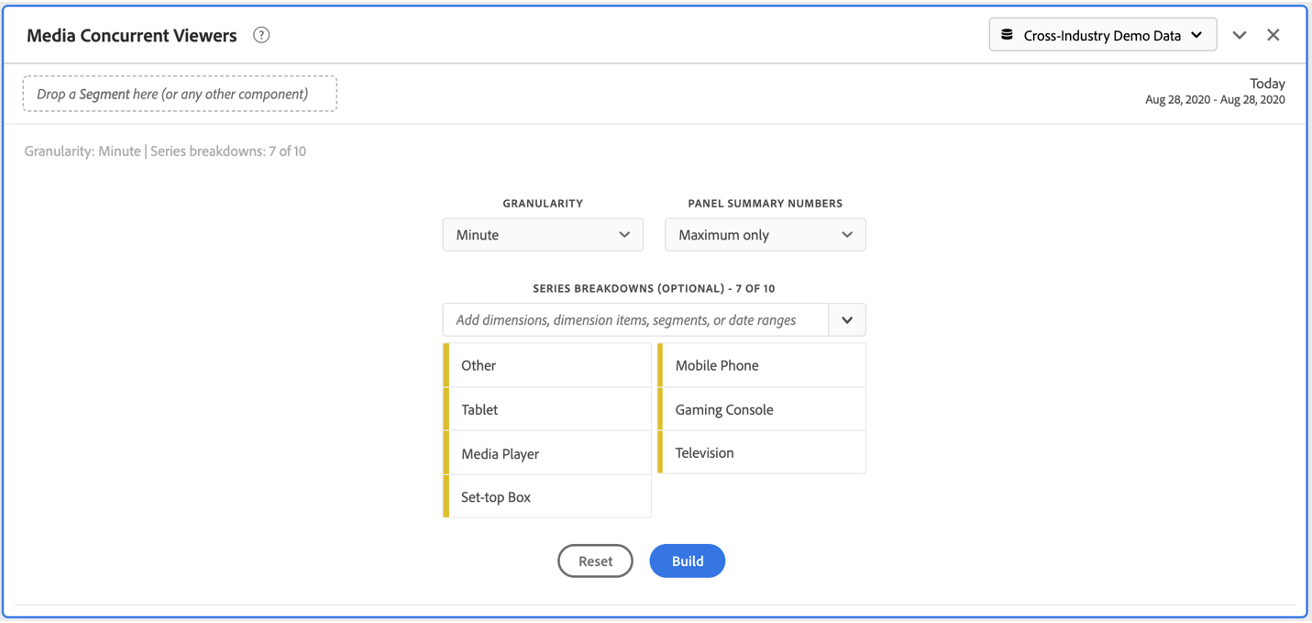 Media Concurrent Viewers ?
Cross-Industry Demo Data
Drop a Segment here (or any other component)
Today
Aug 28, 2020 - Aug 28, 2020
Granularity: Minute | Series breakdowns: 7 of 10
GRANULARITY
PANEL SUMMARY NUMBERS
Minute
Maximum only
SERIES BREAKDOWNS (OPTIONAL) - 7 OF 10
Add dimensions, dimension items, segments, or date ranges
Other
Mobile Phone
Tablet
Gaming Console
Media Player
Television
Set-top Box
Reset
Build